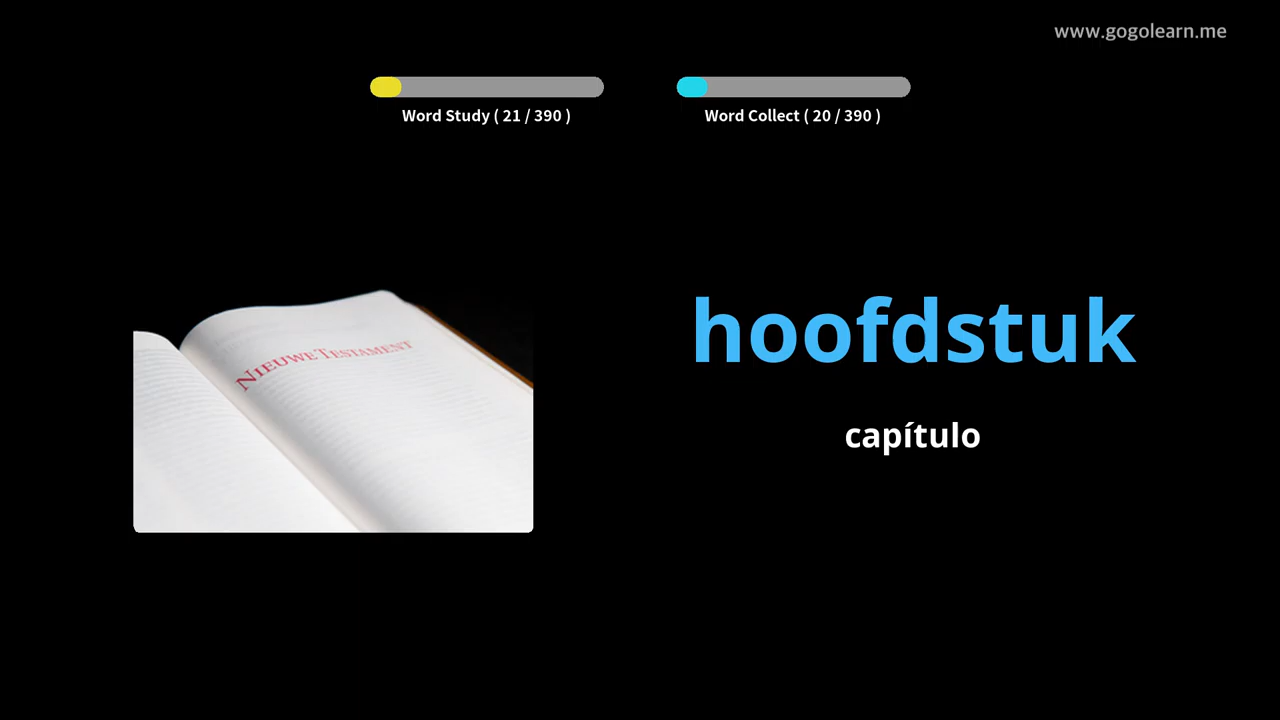 www.gogolearn.me
Word Study ( 21 / 390 )
Word Collect ( 20 / 390 )
NIEUWE TESTAMENT
hoofdstuk
capítulo